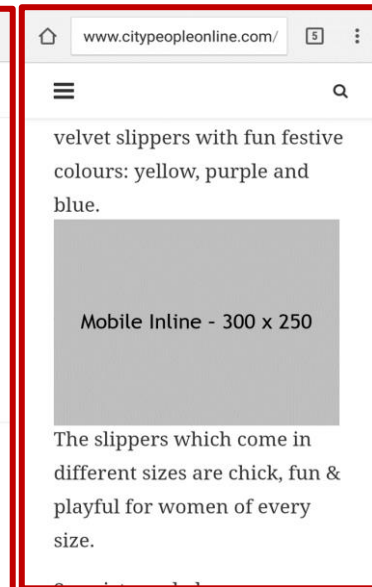 www.citypeopleonline.com/
5
velvet slippers with fun festive
colours: yellow, purple and
blue.
Mobile Inline - 300 x 250
The slippers which come in
different sizes are chick, fun &
playful for women of every
size.